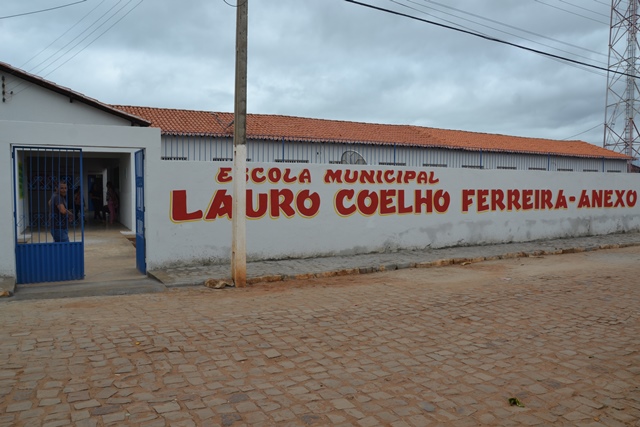 ESCOLA MUNICIPAL
LAURO COELHO FERREIRA-ANEXO